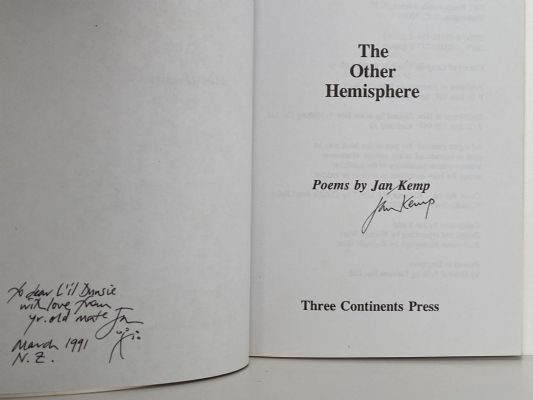 The
Other
Hemisphere
Poems by Jan Kemp
Jan Kemp
Three Continents Press
To dear L'il
with love from
yr. old mate Jan
March 1991
N.Z.